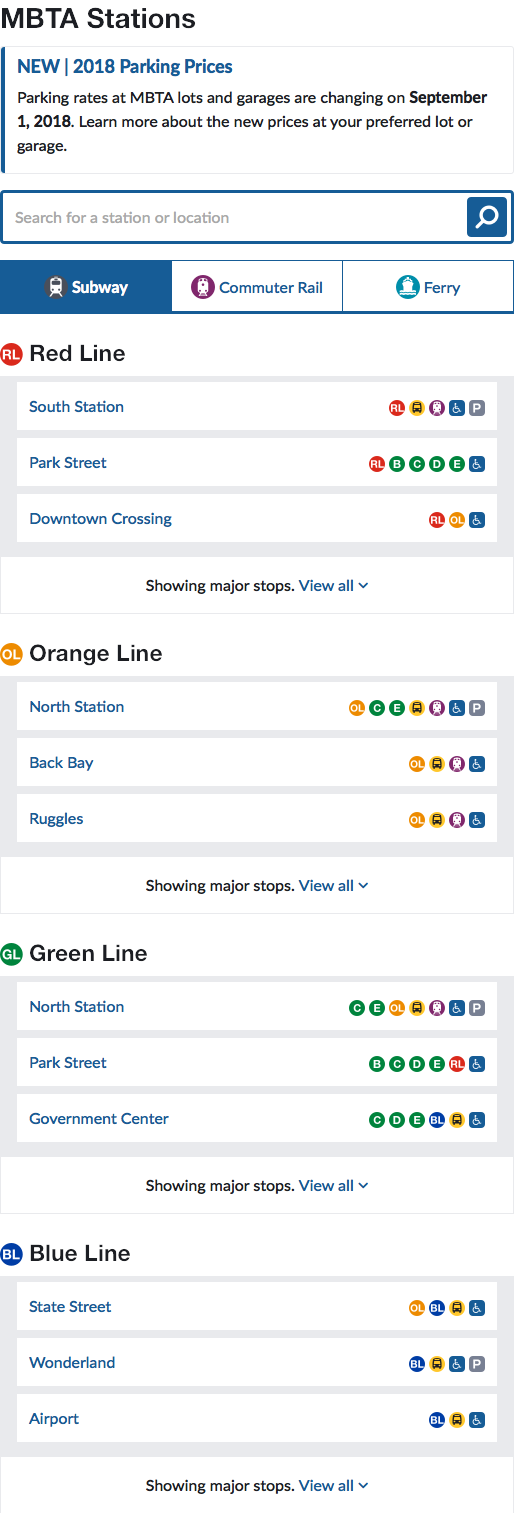 MBTA Stations
NEW | 2018 Parking Prices
Parking rates at MBTA lots and garages are changing on September
1, 2018. Learn more about the new prices at your preferred lot or
garage.
Search for a station or location
Subway Commuter Rail Ferry
RL Red Line
South Station RL P
Park Street RL B C D E
Downtown Crossing RL OL
Showing major stops. View all
OL Orange Line
North Station OL C E P
Back Bay OL
Ruggles OL
Showing major stops. View all
GL Green Line
North Station C E OL P
Park Street B C D E RL
Government Center C D E BL
Showing major stops. View all
BL Blue Line
State Street OL BL
Wonderland BL P
Airport BL
Showing major stops. View all